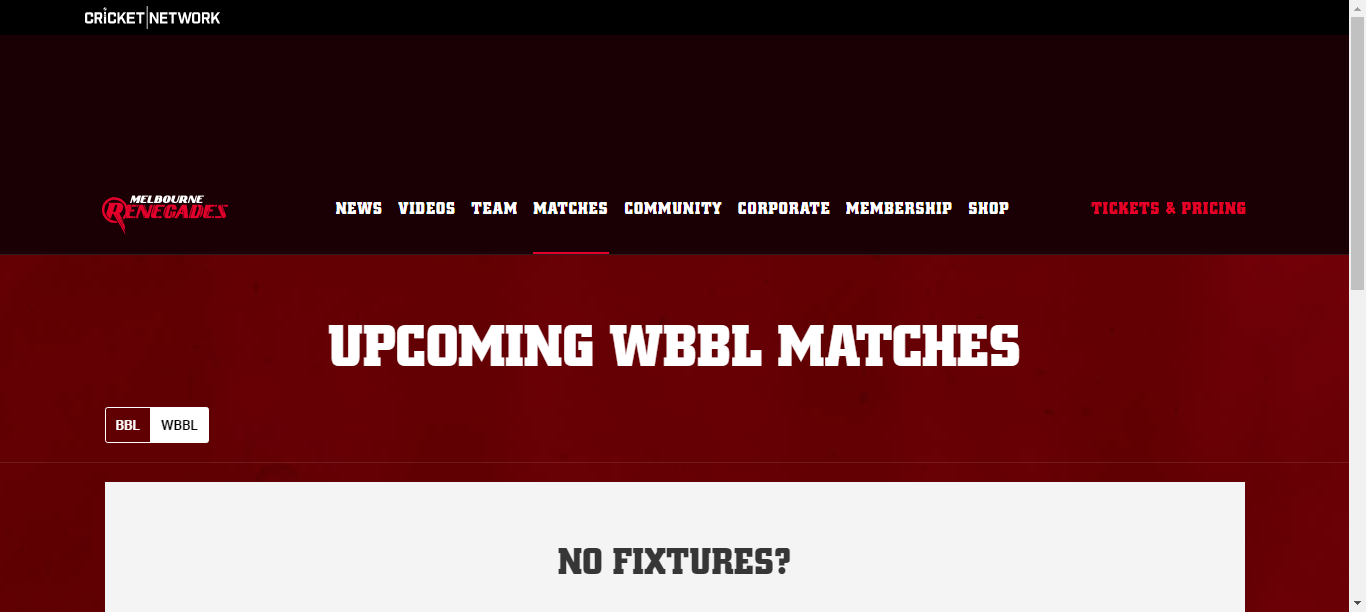 CRICKET NETWORK
MELBOURNE
RENEGADES
NEWS VIDEOS TEAM MATCHES COMMUNITY CORPORATE MEMBERSHIP SHOP TICKETS & PRICING
UPCOMING WBBL MATCHES
BBL WBBL
NO FIXTURES?